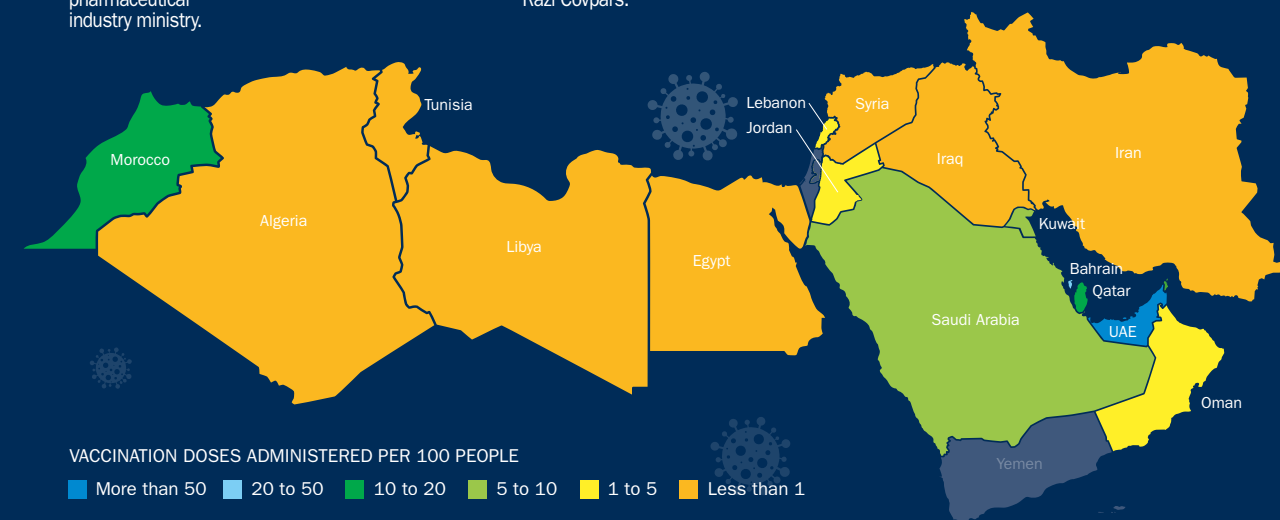 pharmaceutical
industry ministry.
Razi Covpars.
Tunisia
Lebanon
Syria
Jordan
Morocco
Iraq
Iran
Algeria
Libya
Egypt
Kuwait
Bahrain
Qatar
Saudi Arabia
UAE
Oman
Yemen
VACCINATION DOSES ADMINISTERED PER 100 PEOPLE
More than 50
20 to 50
10 to 20
5 to 10
1 to 5
Less than 1